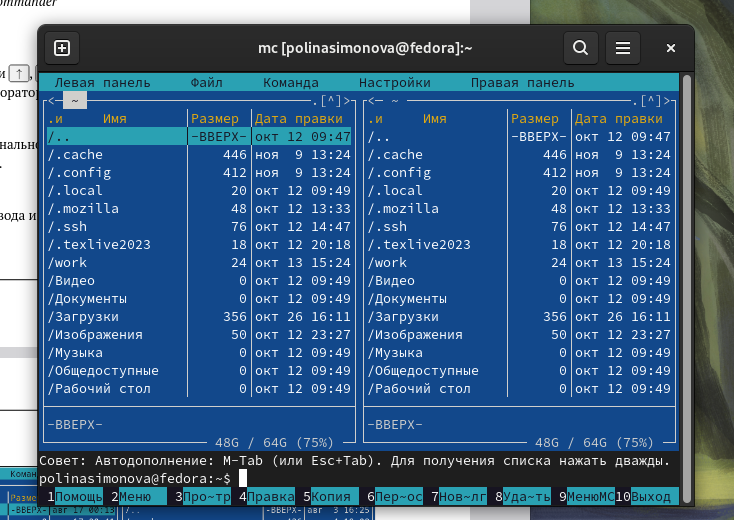 ommander
mc [polinasimonova@fedora]:~
Левая панель Файл Команда Настройки Правая панель
<─ ~ .[^]> <─ ~ .[^]>
.и Имя Размер Дата правки .и Имя Размер Дата правки
/.. -ВВЕРХ- окт 12 09:47 /.. -ВВЕРХ- окт 12 09:47
/.cache 446 ноя 9 13:24 /.cache 446 ноя 9 13:24
/.config 412 ноя 9 13:24 /.config 412 ноя 9 13:24
/.local 20 окт 12 09:49 /.local 20 окт 12 09:49
/.mozilla 48 окт 12 13:33 /.mozilla 48 окт 12 13:33
/.ssh 76 окт 12 14:47 /.ssh 76 окт 12 14:47
/.texlive2023 18 окт 12 20:18 /.texlive2023 18 окт 12 20:18
/work 24 окт 13 15:24 /work 24 окт 13 15:24
/Видео 0 окт 12 09:49 /Видео 0 окт 12 09:49
/Документы 0 окт 12 09:49 /Документы 0 окт 12 09:49
/Загрузки 356 окт 26 16:11 /Загрузки 356 окт 26 16:11
/Изображения 50 окт 12 23:27 /Изображения 50 окт 12 23:27
/Музыка 0 окт 12 09:49 /Музыка 0 окт 12 09:49
/Общедоступные 0 окт 12 09:49 /Общедоступные 0 окт 12 09:49
/Рабочий стол 0 окт 12 09:49 /Рабочий стол 0 окт 12 09:49
-ВВЕРХ- -ВВЕРХ-
48G / 64G (75%) 48G / 64G (75%)
Совет: Автодополнение: M-Tab (или Esc+Tab). Для получения списка нажать дважды.
polinasimonova@fedora:~$
1Помощь 2Меню 3Про~тр 4Правка 5Копия 6Пер~ос 7Нов~лг 8Уда~ть 9МенюMC 10Выход